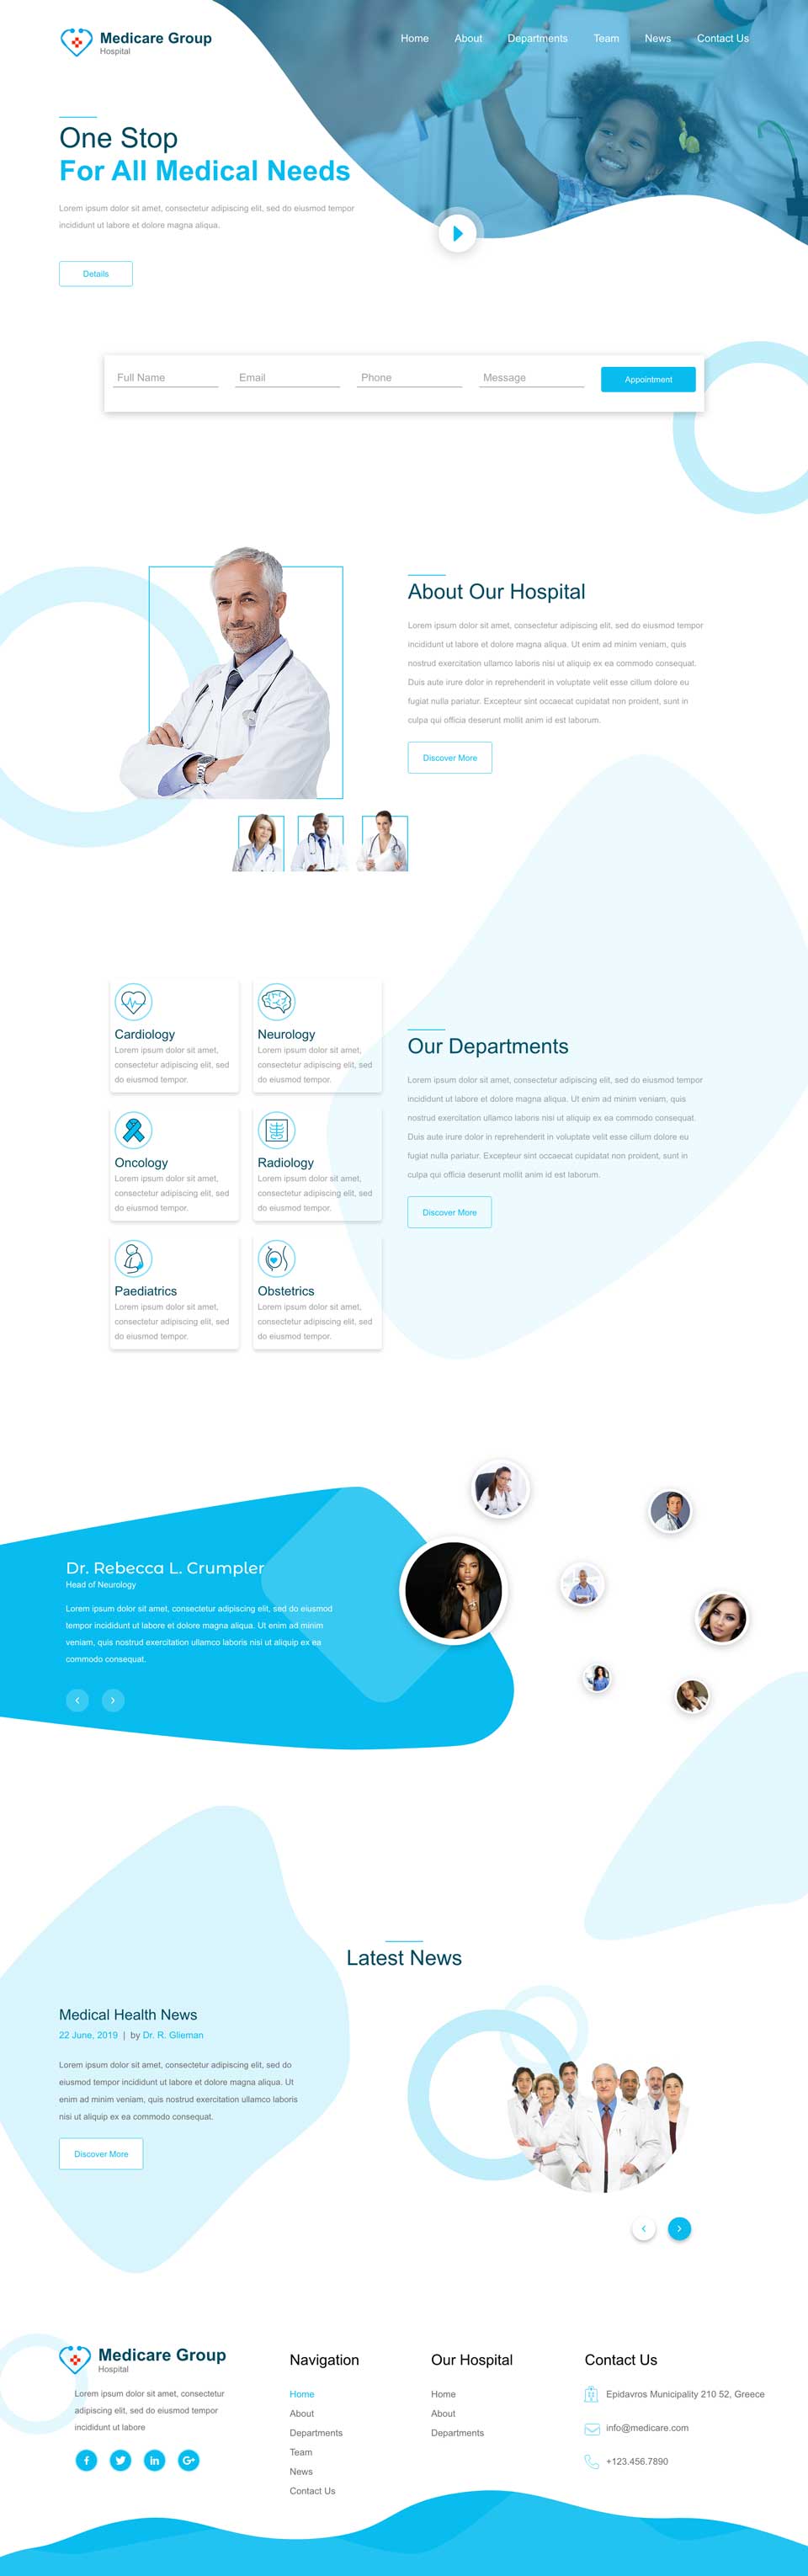 Medicare Group
Hospital
Home About Departments Team News Contact Us
One Stop
For All Medical Needs
Lorem ipsum dolor sit amet, consectetur adipiscing elit, sed do eiusmod tempor
incididunt ut labore et dolore magna aliqua.
Details
Full Name Email Phone Message Appointment
About Our Hospital
Lorem ipsum dolor sit amet, consectetur adipiscing elit, sed do eiusmod tempor
incididunt ut labore et dolore magna aliqua. Ut enim ad minim veniam, quis
nostrud exercitation ullamco laboris nisi ut aliquip ex ea commodo consequat.
Duis aute irure dolor in reprehenderit in voluptate velit esse cillum dolore eu
fugiat nulla pariatur. Excepteur sint occaecat cupidatat non proident, sunt in
culpa qui officia deserunt mollit anim id est laborum.
Discover More
Cardiology
Lorem ipsum dolor sit amet,
consectetur adipiscing elit, sed
do eiusmod tempor.
Neurology
Lorem ipsum dolor sit amet,
consectetur adipiscing elit, sed
do eiusmod tempor.
Oncology
Lorem ipsum dolor sit amet,
consectetur adipiscing elit, sed
do eiusmod tempor.
Radiology
Lorem ipsum dolor sit amet,
consectetur adipiscing elit, sed
do eiusmod tempor.
Paediatrics
Lorem ipsum dolor sit amet,
consectetur adipiscing elit, sed
do eiusmod tempor.
Obstetrics
Lorem ipsum dolor sit amet,
consectetur adipiscing elit, sed
do eiusmod tempor.
Our Departments
Lorem ipsum dolor sit amet, consectetur adipiscing elit, sed do eiusmod tempor
incididunt ut labore et dolore magna aliqua. Ut enim ad minim veniam, quis
nostrud exercitation ullamco laboris nisi ut aliquip ex ea commodo consequat.
Duis aute irure dolor in reprehenderit in voluptate velit esse cillum dolore eu
fugiat nulla pariatur. Excepteur sint occaecat cupidatat non proident, sunt in
culpa qui officia deserunt mollit anim id est laborum.
Discover More
Dr. Rebecca L. Crumpler
Head of Neurology
Lorem ipsum dolor sit amet, consectetur adipiscing elit, sed do eiusmod
tempor incididunt ut labore et dolore magna aliqua. Ut enim ad minim
veniam, quis nostrud exercitation ullamco laboris nisi ut aliquip ex ea
commodo consequat.
Latest News
Medical Health News
22 June, 2019 | by Dr. R. Glieman
Lorem ipsum dolor sit amet, consectetur adipiscing elit, sed do
eiusmod tempor incididunt ut labore et dolore magna aliqua. Ut
enim ad minim veniam, quis nostrud exercitation ullamco laboris
nisi ut aliquip ex ea commodo consequat.
Discover More
Medicare Group
Hospital
Lorem ipsum dolor sit amet, consectetur
adipiscing elit, sed do eiusmod tempor
incididunt ut labore
Navigation
Home
About
Departments
Team
News
Contact Us
Our Hospital
Home
About
Departments
Contact Us
Epidavros Municipality 210 52, Greece
info@medicare.com
+123.456.7890